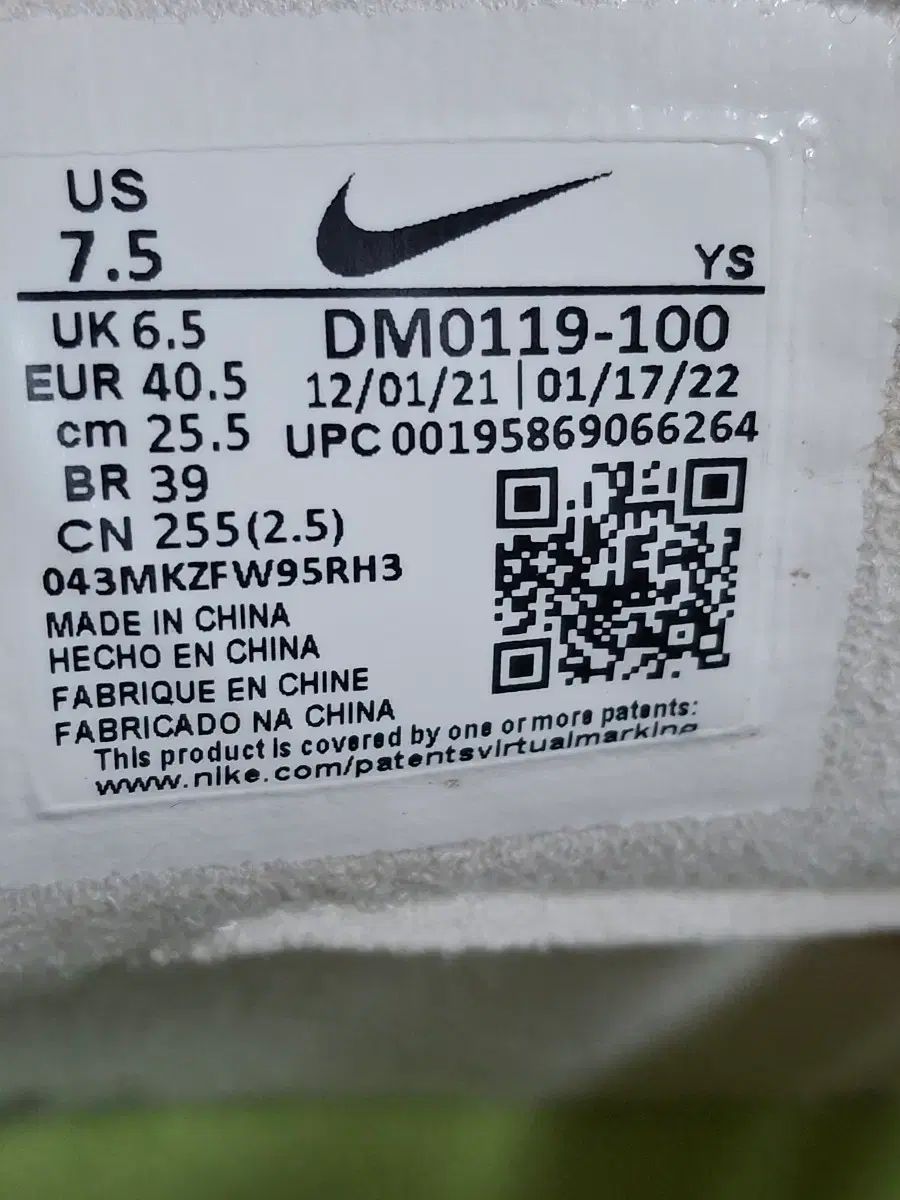 US
7.5
YS
UK 6.5
DM0119-100
EUR 40.5
12/01/21 | 01/17/22
cm 25.5
UPC 00195869066264
BR 39
CN 255(2.5)
043MKZFW95RH3
MADE IN CHINA
HECHO EN CHINA
FABRIQUE EN CHINE
FABRICADO NA CHINA
This product is covered by one or more patents:
www.nike.com/patentsvirtualmarking